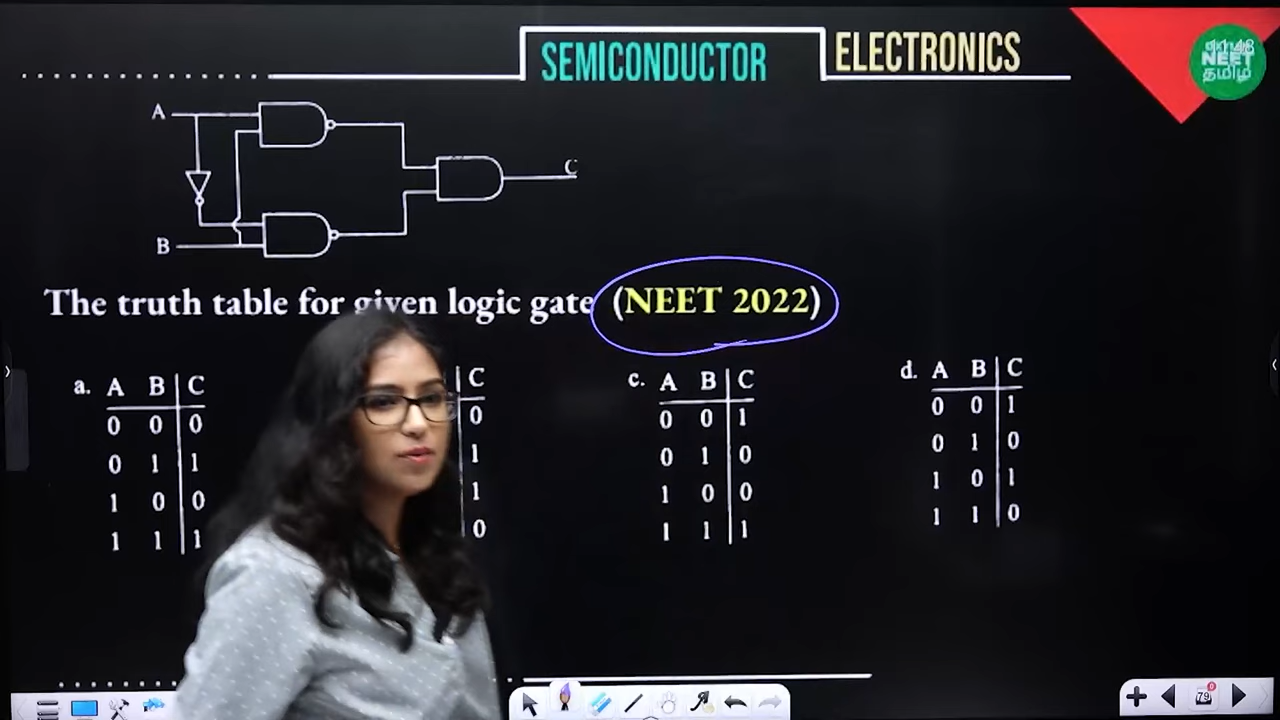 SEMICONDUCTOR ELECTRONICS
NEET
தமிழ்
A
C
B
The truth table for given logic gate (NEET 2022)
a. A B C
0 0 0
0 1 1
1 0 0
1 1 1
C
0
1
1
0
c. A B C
0 0 1
0 1 0
1 0 0
1 1 1
d. A B C
0 0 1
0 1 0
1 0 1
1 1 0
79